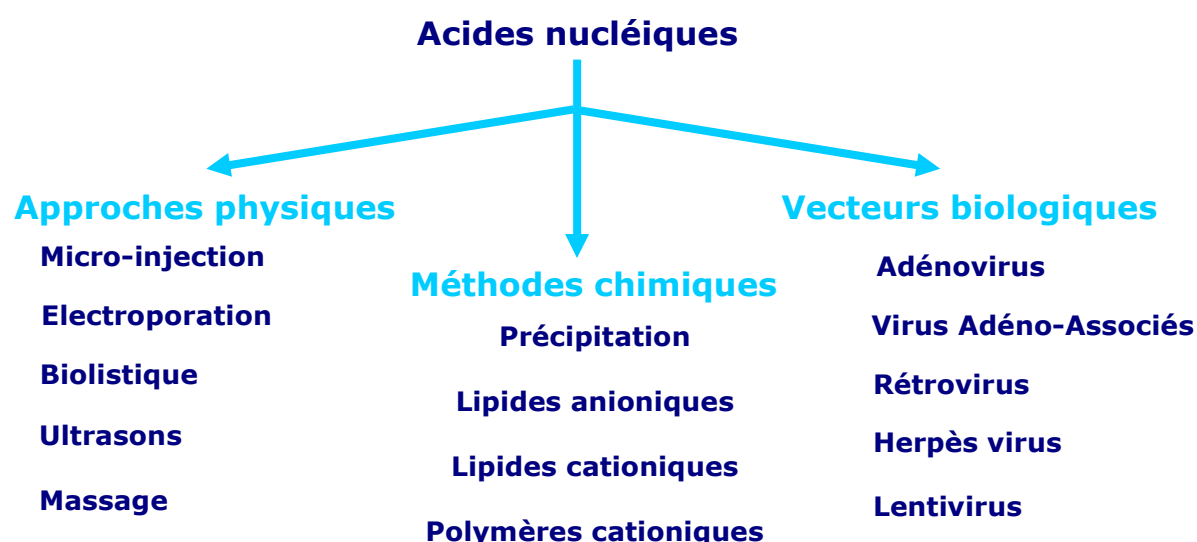 Acides nucléiques
Approches physiques
Micro-injection
Electroporation
Biolistique
Ultrasons
Massage
Méthodes chimiques
Précipitation
Lipides anioniques
Lipides cationiques
Polymères cationiques
Vecteurs biologiques
Adénovirus
Virus Adéno-Associés
Rétrovirus
Herpès virus
Lentivirus